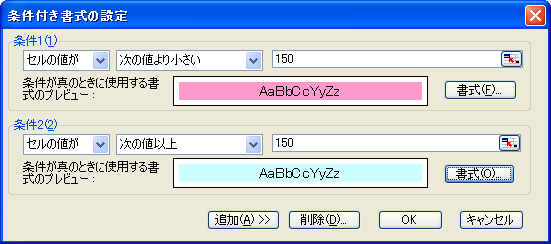 条件付き書式の設定
条件1(1)
セルの値が 次の値より小さい 150
条件が真のときに使用する書
式のプレビュー：
AaBbCcYyZz
書式(F)...
条件2(2)
セルの値が 次の値以上 150
条件が真のときに使用する書
式のプレビュー：
AaBbCcYyZz
書式(O)...
追加(A) >> 削除(D)... OK キャンセル